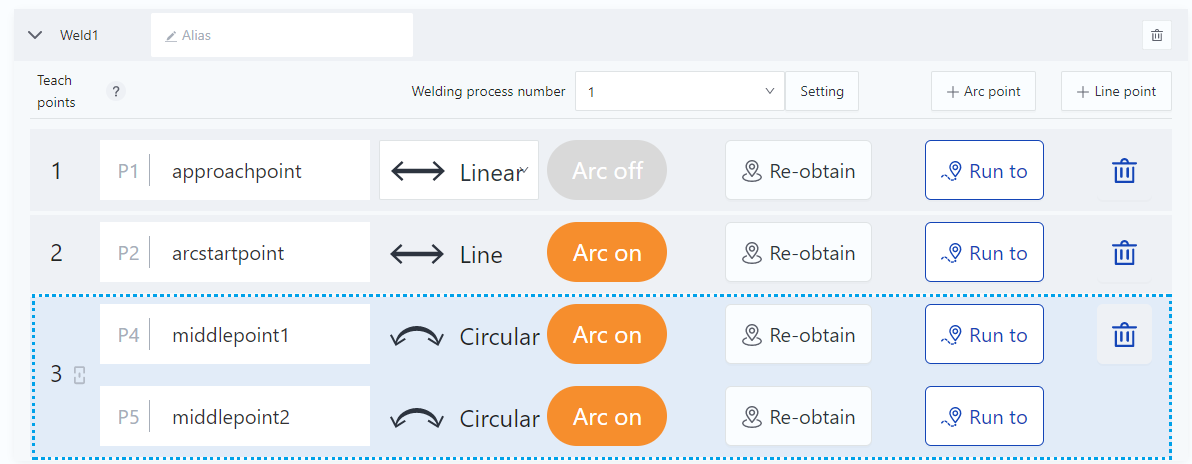 Weld1 Alias
Teach points ? Welding process number 1 Setting + Arc point + Line point
1 P1 approachpoint Linear Arc off Re-obtain Run to
2 P2 arcstartpoint Line Arc on Re-obtain Run to
P4 middlepoint1 Circular Arc on Re-obtain Run to
3
P5 middlepoint2 Circular Arc on Re-obtain Run to